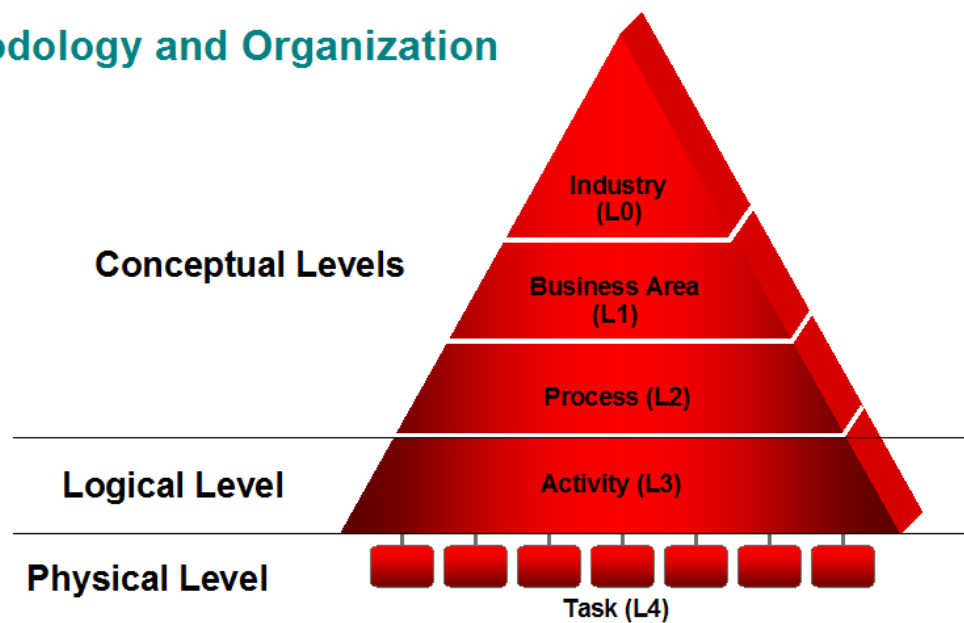 odology and Organization
Industry
(L0)
Conceptual Levels
Business Area
(L1)
Process (L2)
Logical Level
Activity (L3)
Physical Level
Task (L4)